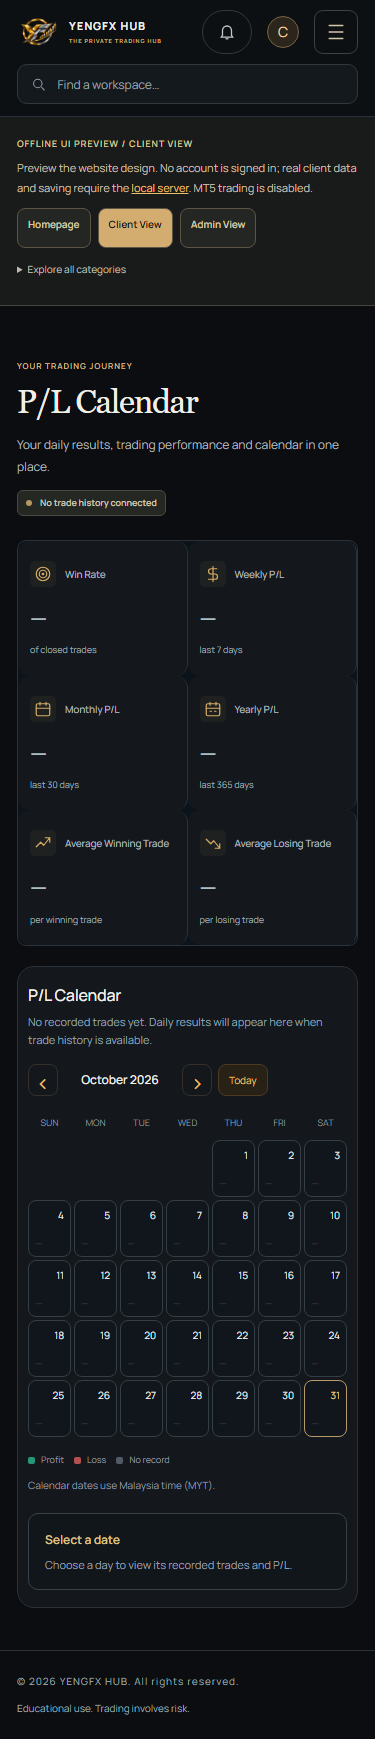 YENGFX HUB
THE PRIVATE TRADING HUB
C
Find a workspace...
OFFLINE UI PREVIEW / CLIENT VIEW
Preview the website design. No account is signed in; real client data
and saving require the local server. MT5 trading is disabled.
Homepage Client View Admin View
Explore all categories
YOUR TRADING JOURNEY
P/L Calendar
Your daily results, trading performance and calendar in one
place.
No trade history connected
Win Rate Weekly P/L
— —
of closed trades last 7 days
Monthly P/L Yearly P/L
— —
last 30 days last 365 days
Average Winning Trade Average Losing Trade
— —
per winning trade per losing trade
P/L Calendar
No recorded trades yet. Daily results will appear here when
trade history is available.
October 2026 Today
SUN MON TUE WED THU FRI SAT
1 2 3
— — —
4 5 6 7 8 9 10
— — — — — — —
11 12 13 14 15 16 17
— — — — — — —
18 19 20 21 22 23 24
— — — — — — —
25 26 27 28 29 30 31
— — — — — — —
Profit Loss No record
Calendar dates use Malaysia time (MYT).
Select a date
Choose a day to view its recorded trades and P/L.
© 2026 YENGFX HUB. All rights reserved.
Educational use. Trading involves risk.